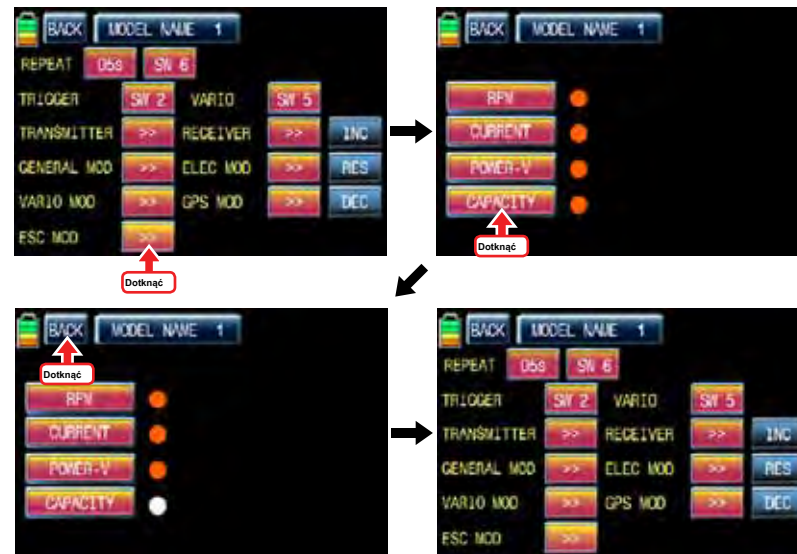 BACK MODEL NAME 1
REPEAT 05s SW 6
TRIGGER SW 2 VARIO SW 5
TRANSMITTER >> RECEIVER >> INC
GENERAL MOD >> ELEC MOD >> RES
VARIO MOD >> GPS MOD >> DEC
ESC MOD >>
Dotknąć
BACK MODEL NAME 1
RPM
CURRENT
POWER-V
CAPACITY
Dotknąć
BACK MODEL NAME 1
Dotknąć
RPM
CURRENT
POWER-V
CAPACITY
BACK MODEL NAME 1
REPEAT 05s SW 6
TRIGGER SW 2 VARIO SW 5
TRANSMITTER >> RECEIVER >> INC
GENERAL MOD >> ELEC MOD >> RES
VARIO MOD >> GPS MOD >> DEC
ESC MOD >>